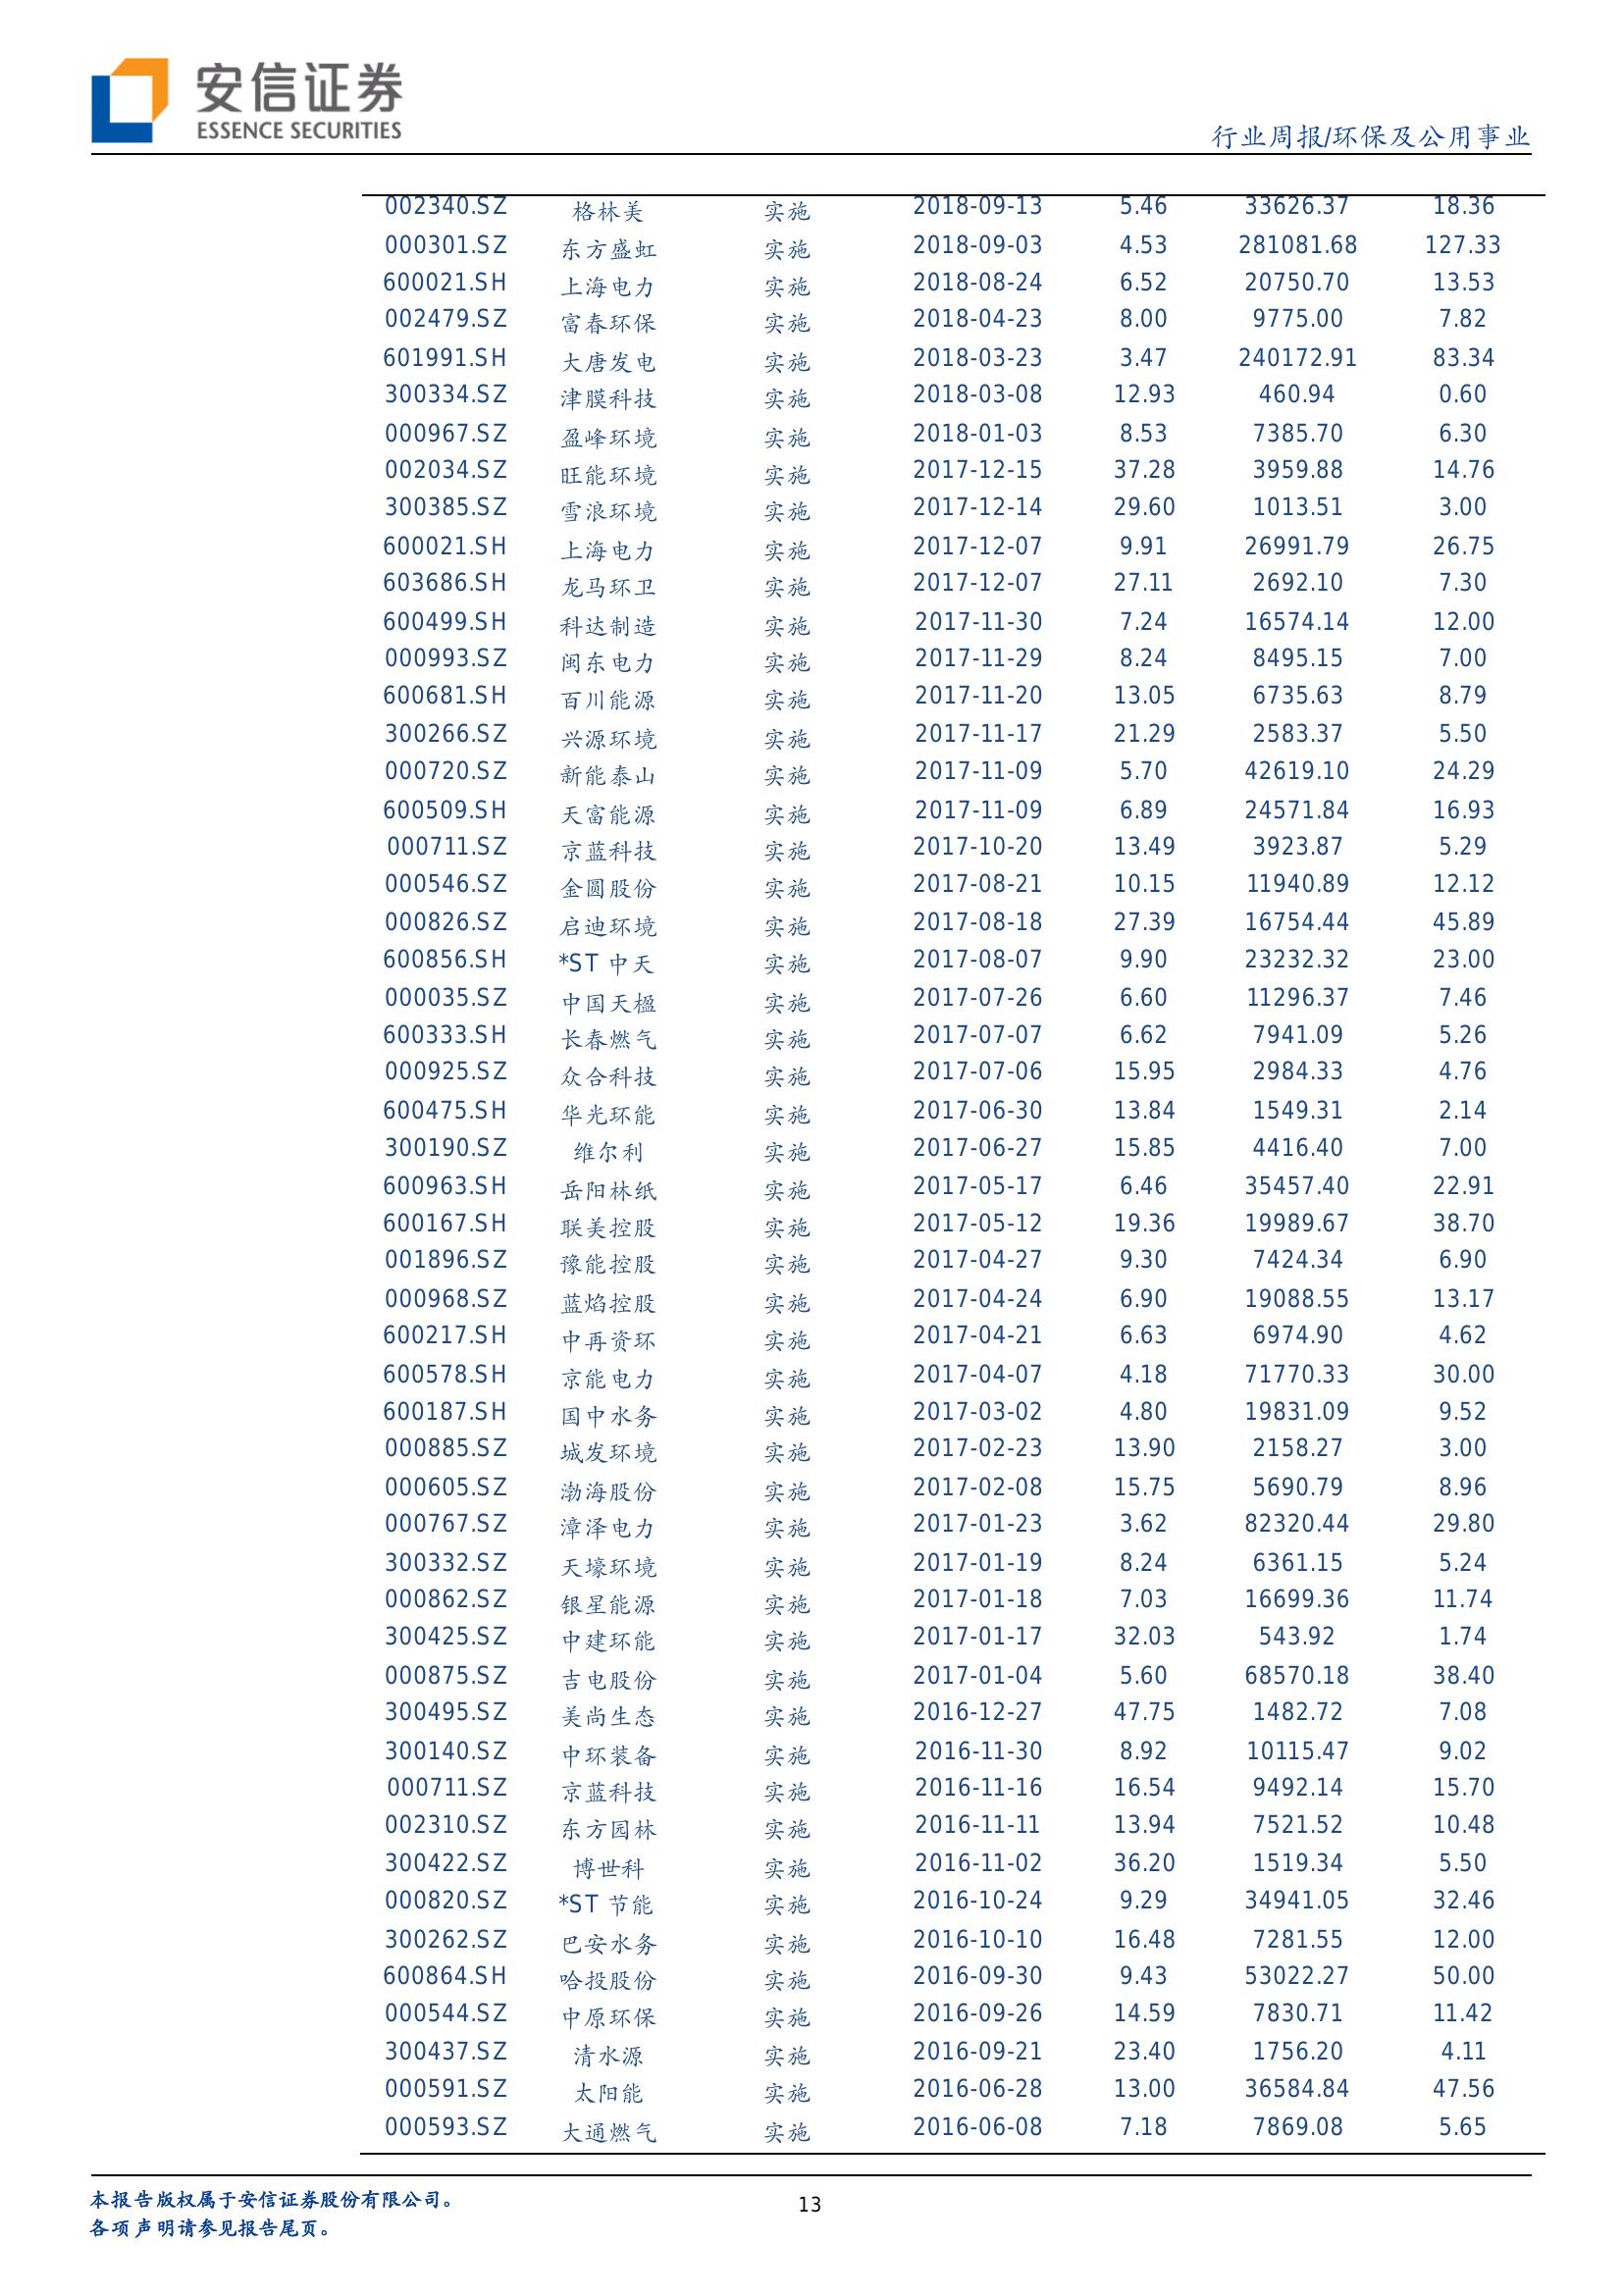 安信证券
ESSENCE SECURITIES
行业周报/环保及公用事业
002340.SZ 格林美 实施 2018-09-13 5.46 33626.37 18.36
000301.SZ 东方盛虹 实施 2018-09-03 4.53 281081.68 127.33
600021.SH 上海电力 实施 2018-08-24 6.52 20750.70 13.53
002479.SZ 富春环保 实施 2018-04-23 8.00 9775.00 7.82
601991.SH 大唐发电 实施 2018-03-23 3.47 240172.91 83.34
300334.SZ 津膜科技 实施 2018-03-08 12.93 460.94 0.60
000967.SZ 盈峰环境 实施 2018-01-03 8.53 7385.70 6.30
002034.SZ 旺能环境 实施 2017-12-15 37.28 3959.88 14.76
300385.SZ 雪浪环境 实施 2017-12-14 29.60 1013.51 3.00
600021.SH 上海电力 实施 2017-12-07 9.91 26991.79 26.75
603686.SH 龙马环卫 实施 2017-12-07 27.11 2692.10 7.30
600499.SH 科达制造 实施 2017-11-30 7.24 16574.14 12.00
000993.SZ 闽东电力 实施 2017-11-29 8.24 8495.15 7.00
600681.SH 百川能源 实施 2017-11-20 13.05 6735.63 8.79
300266.SZ 兴源环境 实施 2017-11-17 21.29 2583.37 5.50
000720.SZ 新能泰山 实施 2017-11-09 5.70 42619.10 24.29
600509.SH 天富能源 实施 2017-11-09 6.89 24571.84 16.93
000711.SZ 京蓝科技 实施 2017-10-20 13.49 3923.87 5.29
000546.SZ 金圆股份 实施 2017-08-21 10.15 11940.89 12.12
000826.SZ 启迪环境 实施 2017-08-18 27.39 16754.44 45.89
600856.SH *ST 中天 实施 2017-08-07 9.90 23232.32 23.00
000035.SZ 中国天楹 实施 2017-07-26 6.60 11296.37 7.46
600333.SH 长春燃气 实施 2017-07-07 6.62 7941.09 5.26
000925.SZ 众合科技 实施 2017-07-06 15.95 2984.33 4.76
600475.SH 华光环能 实施 2017-06-30 13.84 1549.31 2.14
300190.SZ 维尔利 实施 2017-06-27 15.85 4416.40 7.00
600963.SH 岳阳林纸 实施 2017-05-17 6.46 35457.40 22.91
600167.SH 联美控股 实施 2017-05-12 19.36 19989.67 38.70
001896.SZ 豫能控股 实施 2017-04-27 9.30 7424.34 6.90
000968.SZ 蓝焰控股 实施 2017-04-24 6.90 19088.55 13.17
600217.SH 中再资环 实施 2017-04-21 6.63 6974.90 4.62
600578.SH 京能电力 实施 2017-04-07 4.18 71770.33 30.00
600187.SH 国中水务 实施 2017-03-02 4.80 19831.09 9.52
000885.SZ 城发环境 实施 2017-02-23 13.90 2158.27 3.00
000605.SZ 渤海股份 实施 2017-02-08 15.75 5690.79 8.96
000767.SZ 漳泽电力 实施 2017-01-23 3.62 82320.44 29.80
300332.SZ 天壕环境 实施 2017-01-19 8.24 6361.15 5.24
000862.SZ 银星能源 实施 2017-01-18 7.03 16699.36 11.74
300425.SZ 中建环能 实施 2017-01-17 32.03 543.92 1.74
000875.SZ 吉电股份 实施 2017-01-04 5.60 68570.18 38.40
300495.SZ 美尚生态 实施 2016-12-27 47.75 1482.72 7.08
300140.SZ 中环装备 实施 2016-11-30 8.92 10115.47 9.02
000711.SZ 京蓝科技 实施 2016-11-16 16.54 9492.14 15.70
002310.SZ 东方园林 实施 2016-11-11 13.94 7521.52 10.48
300422.SZ 博世科 实施 2016-11-02 36.20 1519.34 5.50
000820.SZ *ST 节能 实施 2016-10-24 9.29 34941.05 32.46
300262.SZ 巴安水务 实施 2016-10-10 16.48 7281.55 12.00
600864.SH 哈投股份 实施 2016-09-30 9.43 53022.27 50.00
000544.SZ 中原环保 实施 2016-09-26 14.59 7830.71 11.42
300437.SZ 清水源 实施 2016-09-21 23.40 1756.20 4.11
000591.SZ 太阳能 实施 2016-06-28 13.00 36584.84 47.56
000593.SZ 大通燃气 实施 2016-06-08 7.18 7869.08 5.65
本报告版权属于安信证券股份有限公司。
各项声明请参见报告尾页。
13